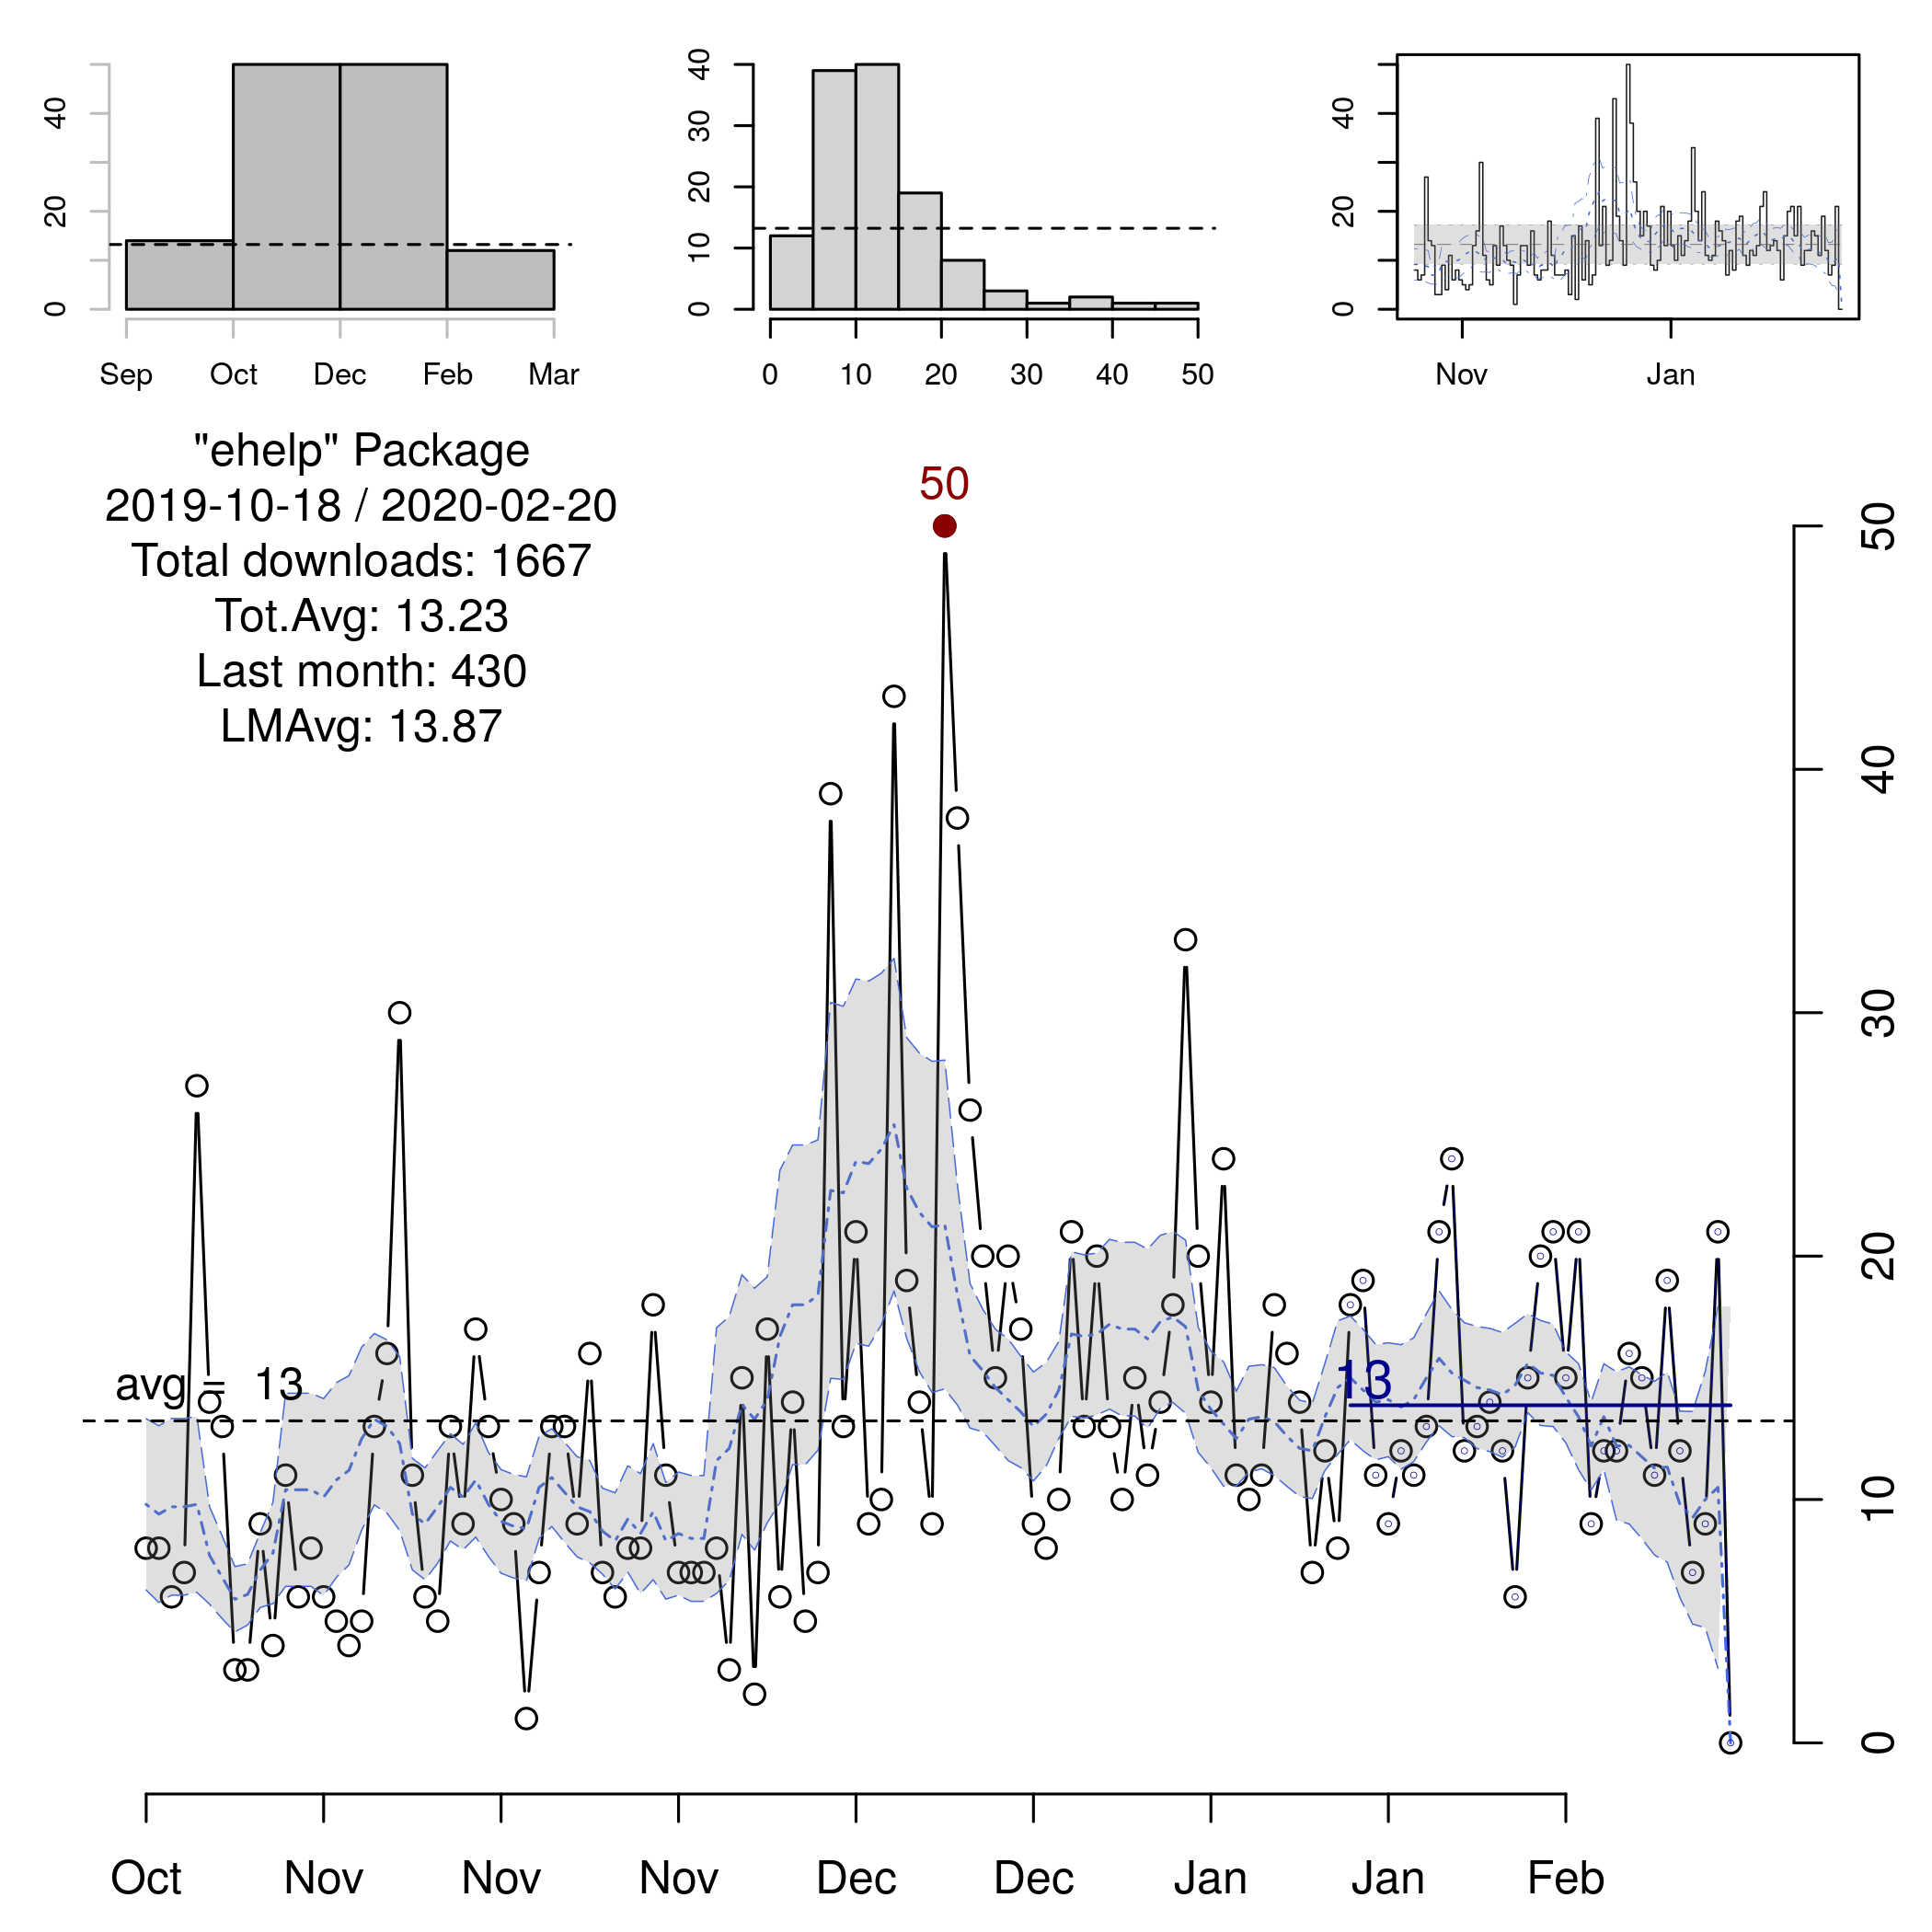 40
20
0
Sep Oct Dec Feb Mar
40
30
20
10
0
0 10 20 30 40 50
40
20
0
Nov Jan
"ehelp" Package
2019-10-18 / 2020-02-20
Total downloads: 1667
Tot.Avg: 13.23
Last month: 430
LMAvg: 13.87
50
50
40
30
20
10
0
avg = 13
13
Oct Nov Nov Nov Dec Dec Jan Jan Feb